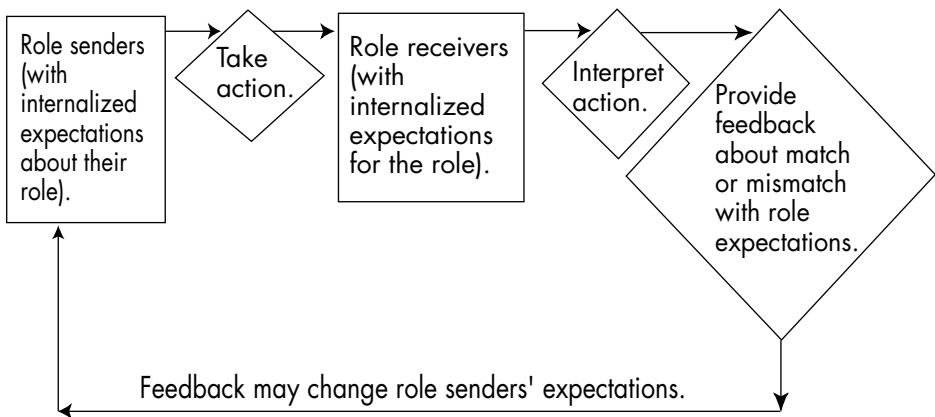 Role senders
(with
internalized
expectations
about their
role).
Take
action.
Role receivers
(with
internalized
expectations
for the role).
Interpret
action.
Provide
feedback
about match
or mismatch
with role
expectations.
Feedback may change role senders' expectations.